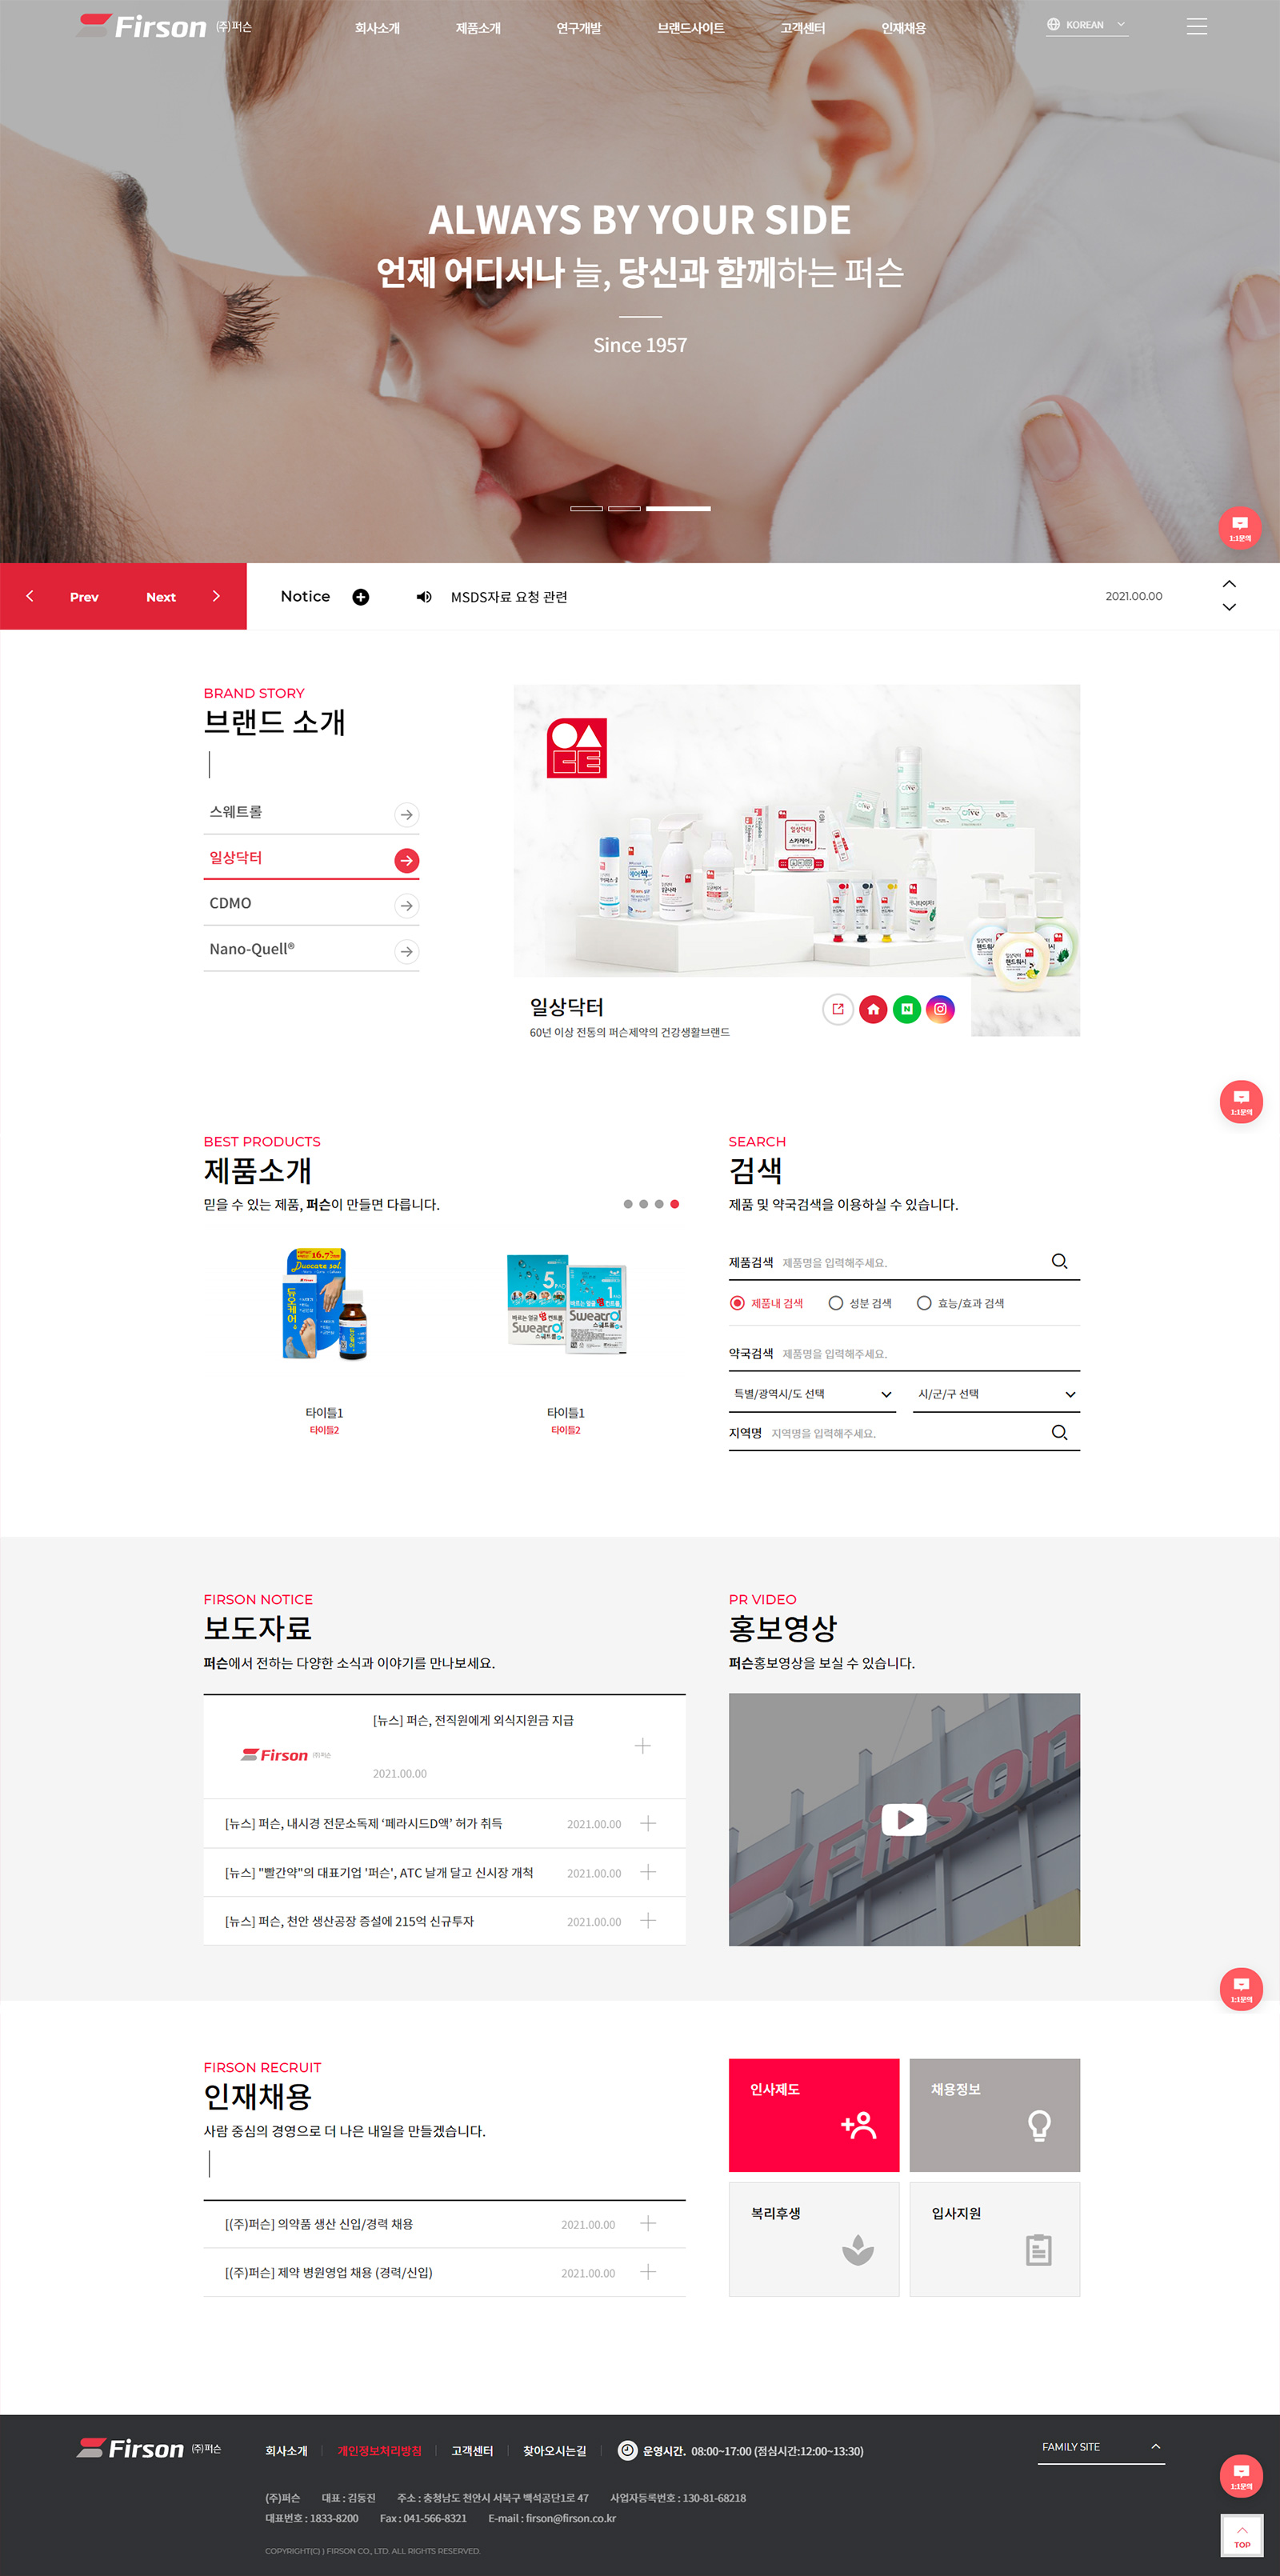 Firson (주)퍼슨
회사소개 제품소개 연구개발 브랜드사이트 고객센터 인재채용
KOREAN
ALWAYS BY YOUR SIDE
언제 어디서나 늘, 당신과 함께하는 퍼슨
Since 1957
1:1문의
Prev Next
Notice MSDS자료 요청 관련 2021.00.00
BRAND STORY
브랜드 소개
스웨트롤
일상닥터
CDMO
Nano-Quell®
일상닥터
60년 이상 전통의 퍼슨제약의 건강생활브랜드
1:1문의
BEST PRODUCTS
제품소개
믿을 수 있는 제품, 퍼슨이 만들면 다릅니다.
16.7%
Duocare sol.
Firson
듀오케어
5
1
Sweatrol
스웨트롤
Sweatrol
스웨트롤
타이틀1
타이틀2
타이틀1
타이틀2
SEARCH
검색
제품 및 약국검색을 이용하실 수 있습니다.
제품검색 제품명을 입력해주세요.
제품내 검색 성분 검색 효능/효과 검색
약국검색 제품명을 입력해주세요.
특별/광역시/도 선택 시/군/구 선택
지역명 지역명을 입력해주세요.
FIRSON NOTICE
보도자료
퍼슨에서 전하는 다양한 소식과 이야기를 만나보세요.
Firson (주)퍼슨
[뉴스] 퍼슨, 전직원에게 외식지원금 지급
2021.00.00
[뉴스] 퍼슨, 내시경 전문소독제 ‘페라시드D액’ 허가 취득 2021.00.00
[뉴스] "빨간약"의 대표기업 '퍼슨', ATC 날개 달고 신시장 개척 2021.00.00
[뉴스] 퍼슨, 천안 생산공장 증설에 215억 신규투자 2021.00.00
PR VIDEO
홍보영상
퍼슨홍보영상을 보실 수 있습니다.
Firson
1:1문의
FIRSON RECRUIT
인재채용
사람 중심의 경영으로 더 나은 내일을 만들겠습니다.
[(주)퍼슨] 의약품 생산 신입/경력 채용 2021.00.00
[(주)퍼슨] 제약 병원영업 채용 (경력/신입) 2021.00.00
인사제도 채용정보
복리후생 입사지원
Firson (주)퍼슨
회사소개 개인정보처리방침 고객센터 찾아오시는길 운영시간. 08:00~17:00 (점심시간:12:00~13:30)
FAMILY SITE
(주)퍼슨 대표 : 김동진 주소 : 충청남도 천안시 서북구 백석공단1로 47 사업자등록번호 : 130-81-68218
대표번호 : 1833-8200 Fax : 041-566-8321 E-mail : firson@firson.co.kr
COPYRIGHT(C) ) FIRSON CO., LTD. ALL RIGHTS RESERVED.
1:1문의
TOP